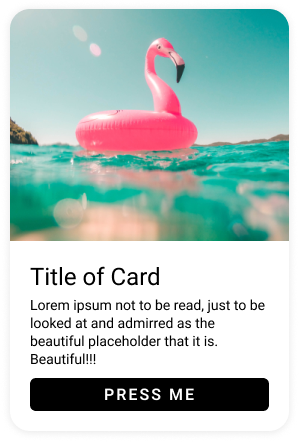 Title of Card
Lorem ipsum not to be read, just to be
looked at and admirred as the
beautiful placeholder that it is.
Beautiful!!!
PRESS ME